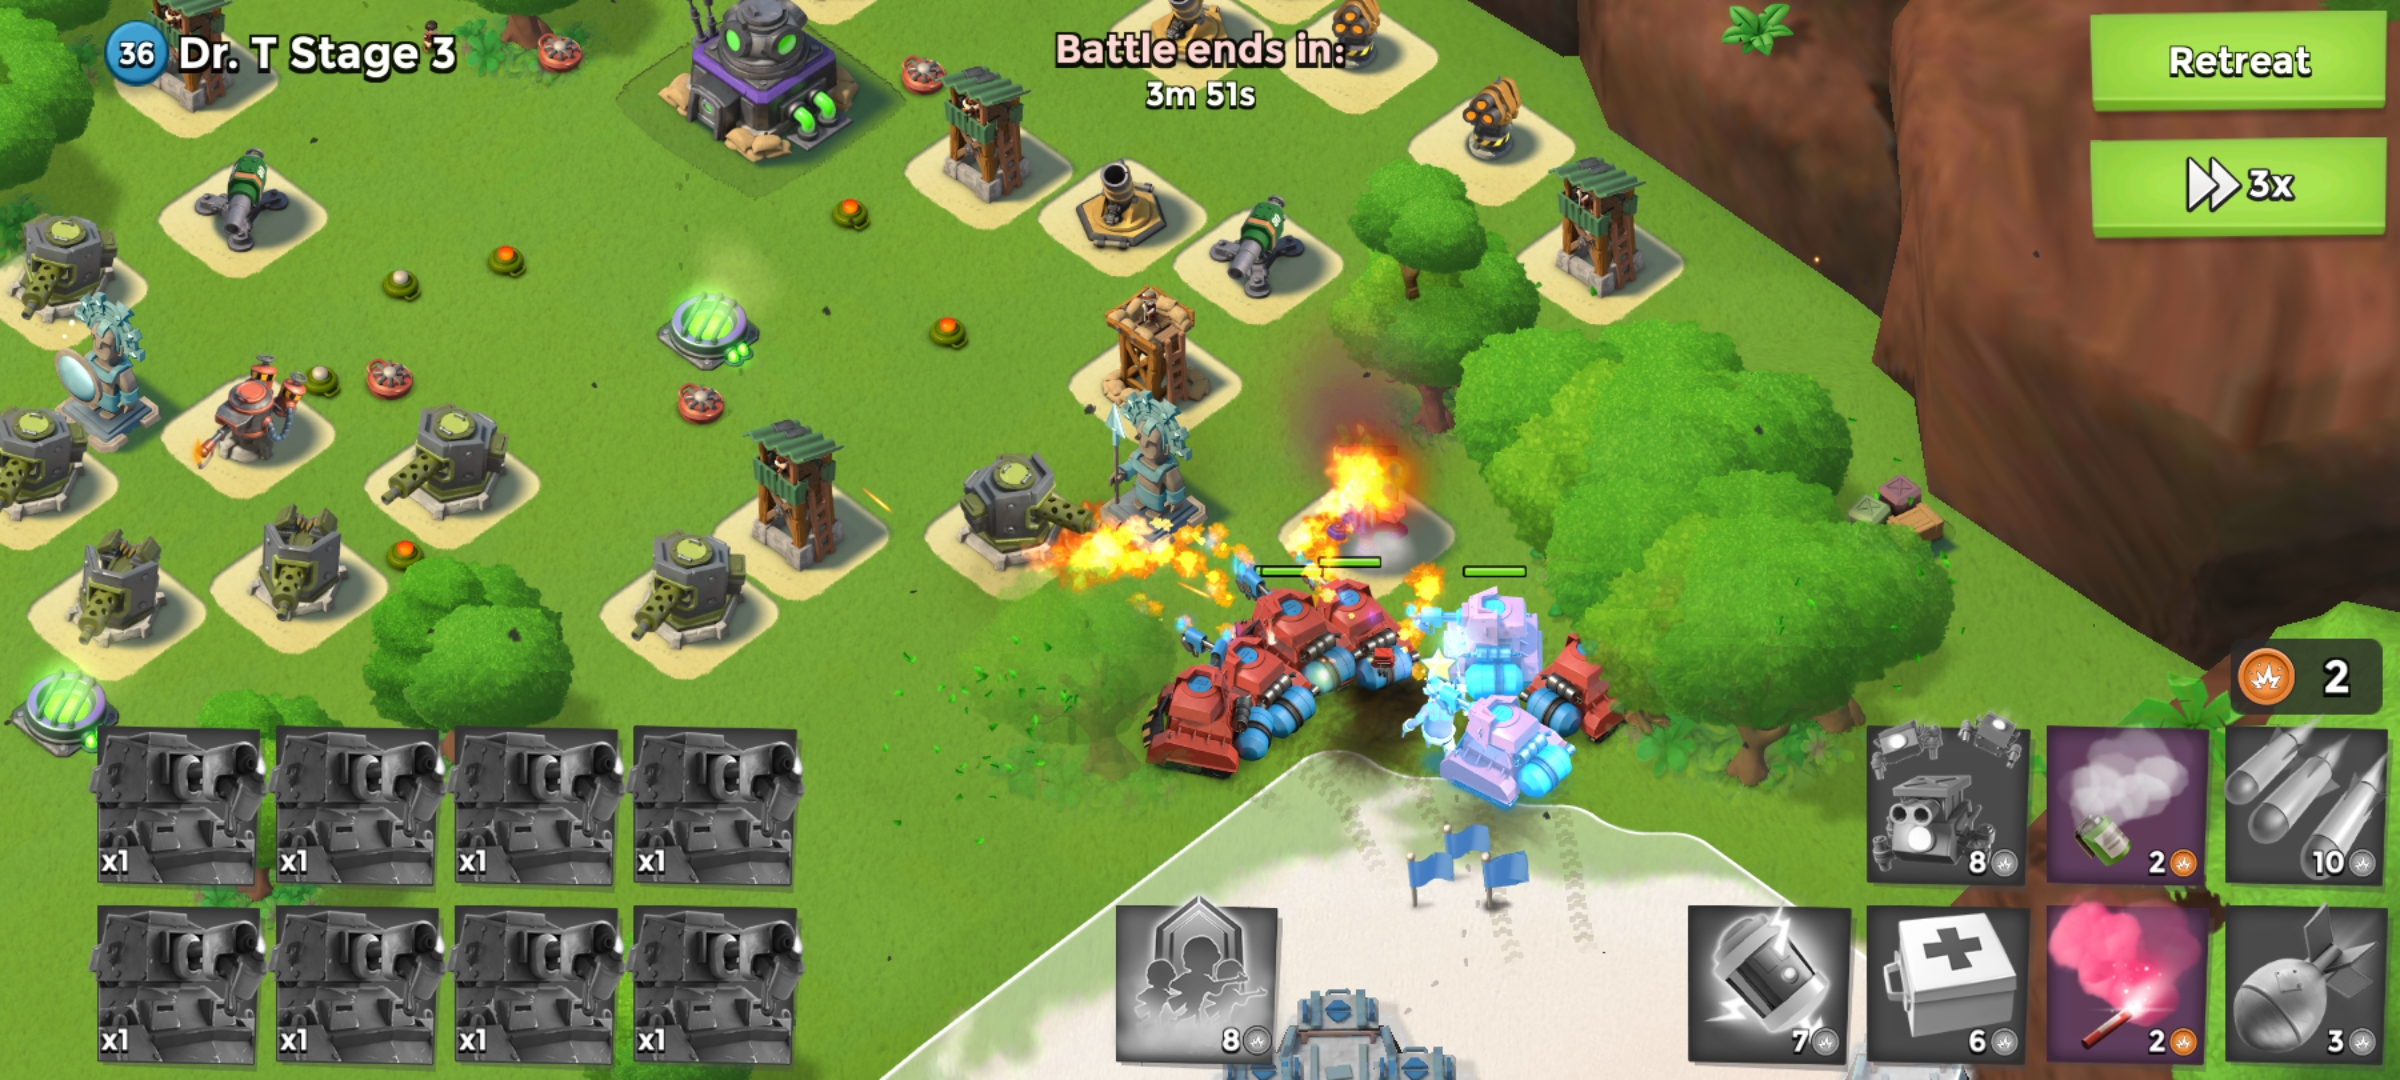 36 Dr. T Stage 3
Battle ends in:
3m 51s
Retreat
3x
2
x1 x1 x1 x1
8 2 10
x1 x1 x1 x1
8 7 6 2 3